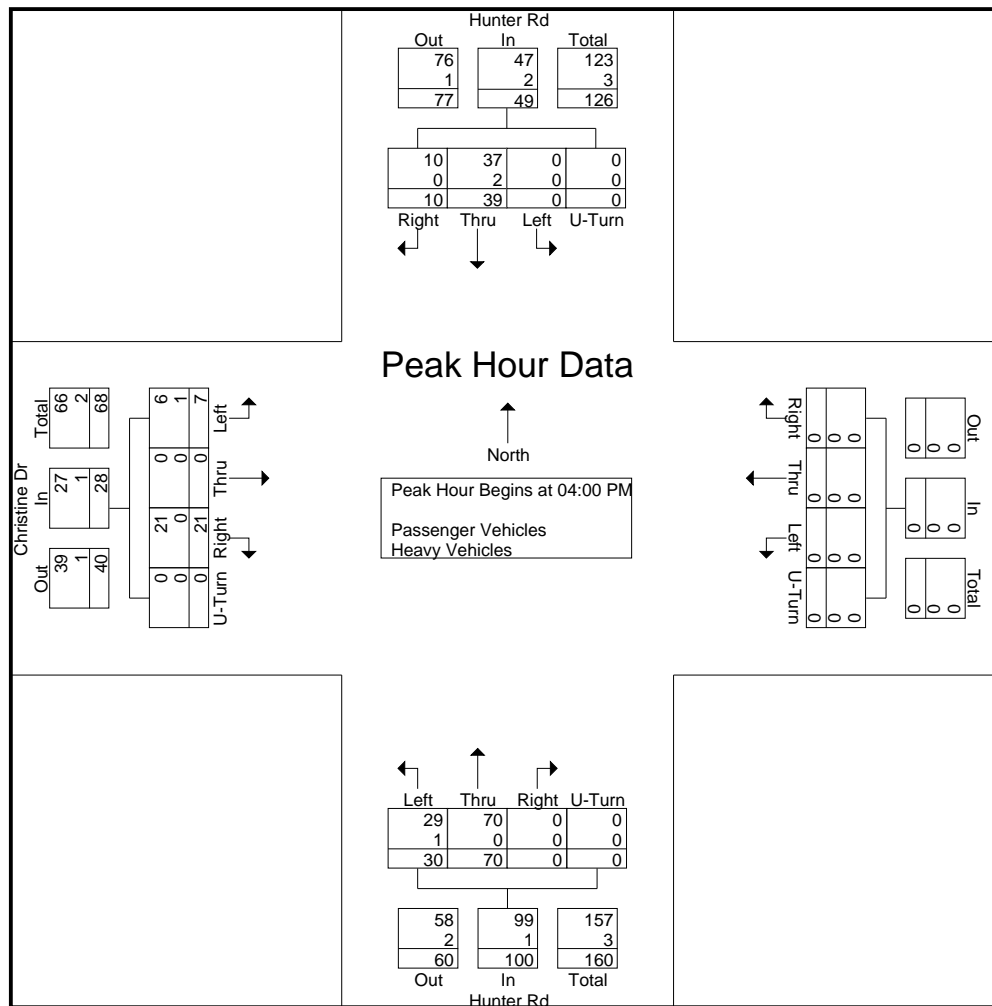 Hunter Rd
Out In Total
76 47 123
1 2 3
77 49 126
10 37 0 0
0 2 0 0
10 39 0 0
Right Thru Left U-Turn
Peak Hour Data
North
Peak Hour Begins at 04:00 PM
Passenger Vehicles
Heavy Vehicles
Christine Dr
Out In Total
39 27 66
1 1 2
40 28 68
21 0 6
0 0 0 1
0 21 0 7
U-Turn Right Thru Left
Right Thru Left U-Turn
0 0 0 0
0 0 0 0
0 0 0 0
Out In Total
0 0 0
0 0 0
0 0 0
Left Thru Right U-Turn
29 70 0 0
1 0 0 0
30 70 0 0
58 99 157
2 1 3
60 100 160
Out In Total
Hunter Rd